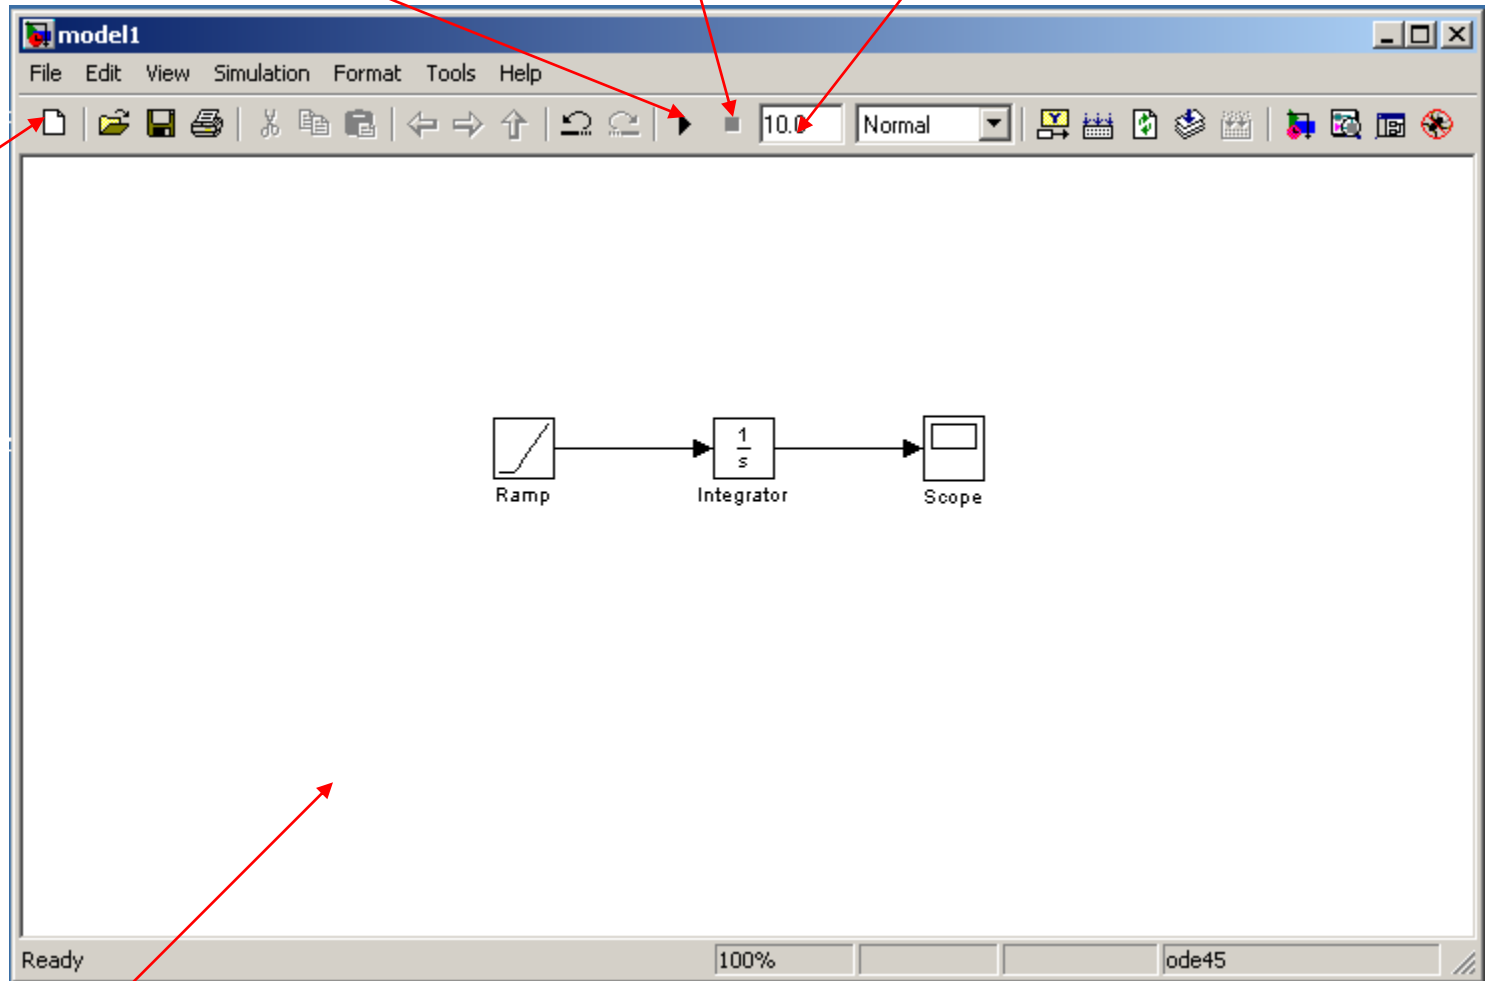 model1
File Edit View Simulation Format Tools Help
10.0 Normal
1
s
Ramp Integrator Scope
Ready 100% ode45